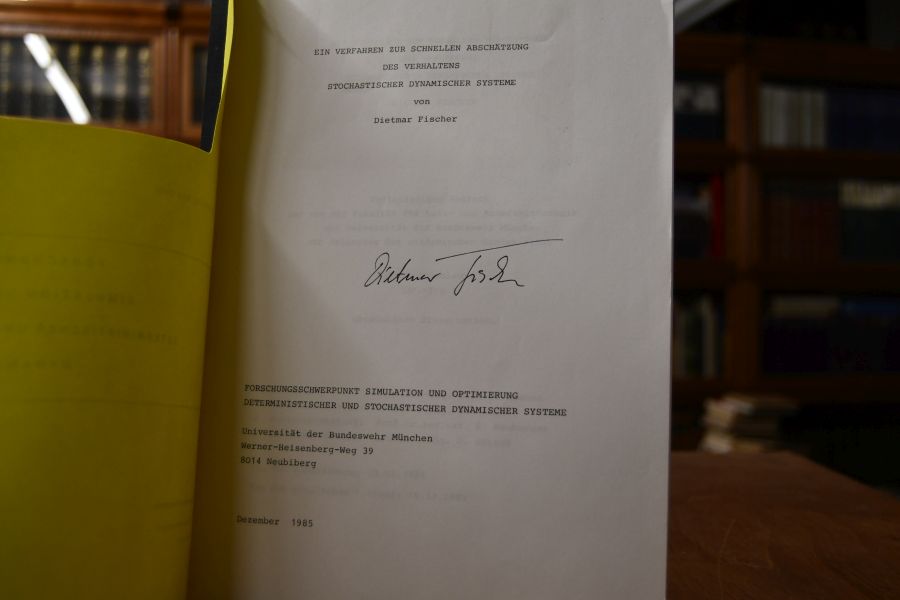 EIN VERFAHREN ZUR SCHNELLEN ABSCHÄTZUNG
DES VERHALTENS
STOCHASTISCHER DYNAMISCHER SYSTEME
von
Dietmar Fischer
Dietmar Fischer
FORSCHUNGSSCHWERPUNKT SIMULATION UND OPTIMIERUNG
DETERMINISTISCHER UND STOCHASTISCHER DYNAMISCHER SYSTEME
Universität der Bundeswehr München
Werner-Heisenberg-Weg 39
8014 Neubiberg
Dezember 1985